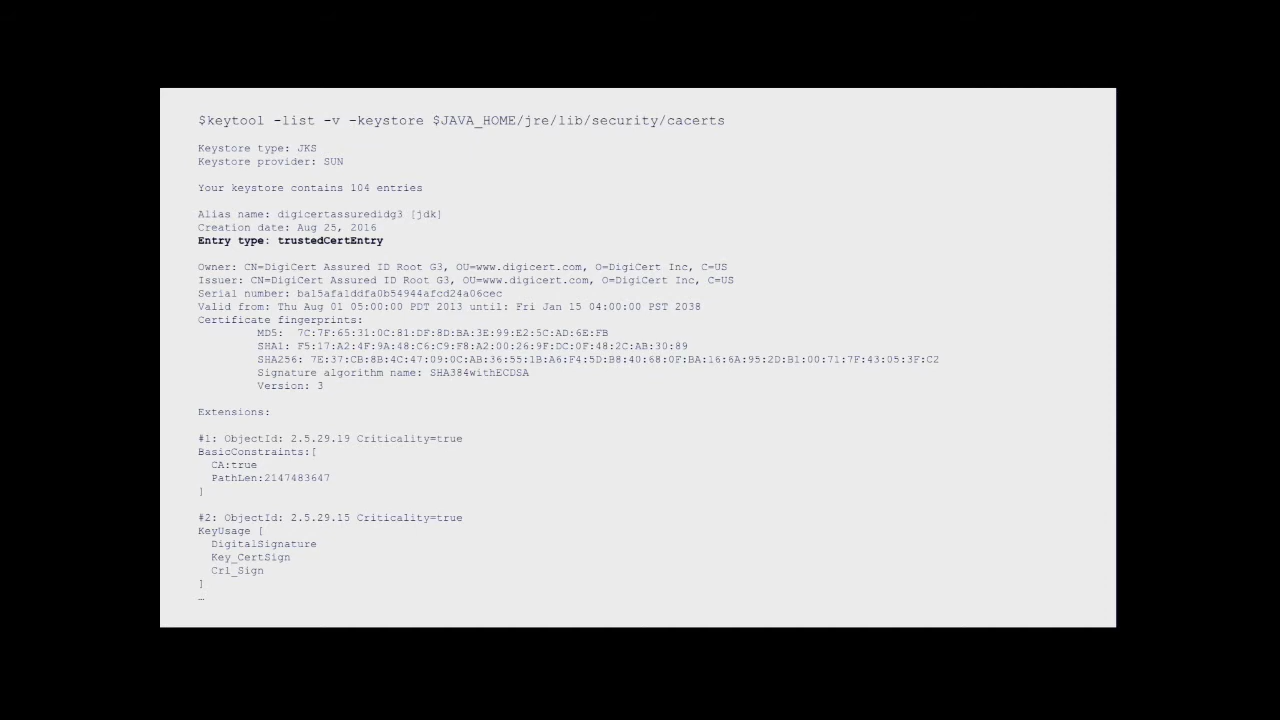 $keytool -list -v -keystore $JAVA_HOME/jre/lib/security/cacerts
Keystore type: JKS
Keystore provider: SUN
Your keystore contains 104 entries
Alias name: digicertassuredidg3 [jdk]
Creation date: Aug 25, 2016
Entry type: trustedCertEntry
Owner: CN=DigiCert Assured ID Root G3, OU=www.digicert.com, O=DigiCert Inc, C=US
Issuer: CN=DigiCert Assured ID Root G3, OU=www.digicert.com, O=DigiCert Inc, C=US
Serial number: ba15afa1ddfa0b54944afcd24a06cec
Valid from: Thu Aug 01 05:00:00 PDT 2013 until: Fri Jan 15 04:00:00 PST 2038
Certificate fingerprints:
MD5:  7C:7F:65:31:0C:81:DF:8D:BA:3E:99:E2:5C:AD:6E:FB
SHA1: F5:17:A2:4F:9A:48:C6:C9:F8:A2:00:26:9F:DC:0F:48:2C:AB:30:89
SHA256: 7E:37:CB:8B:4C:47:09:0C:AB:36:55:1B:A6:F4:5D:B8:40:68:0F:BA:16:6A:95:2D:B1:00:71:7F:43:05:3F:C2
Signature algorithm name: SHA384withECDSA
Version: 3
Extensions:
#1: ObjectId: 2.5.29.19 Criticality=true
BasicConstraints:[
CA:true
PathLen:2147483647
]
#2: ObjectId: 2.5.29.15 Criticality=true
KeyUsage [
DigitalSignature
Key_CertSign
Crl_Sign
]
…